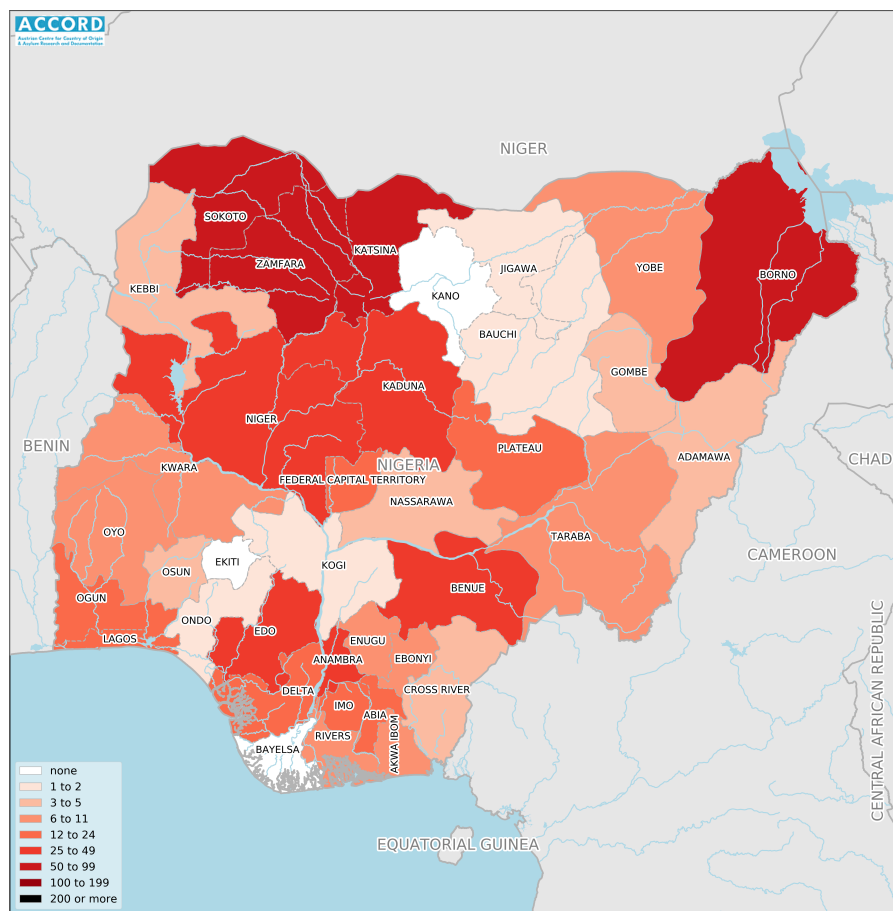 ACCORD
Austrian Centre for Country of Origin
& Asylum Research and Documentation
NIGER
SOKOTO
KATSINA
ZAMFARA
JIGAWA
YOBE
BORNO
KEBBI
KANO
BAUCHI
GOMBE
KADUNA
NIGER
BENIN
PLATEAU
ADAMAWA
CHAD
KWARA
NIGERIA
FEDERAL CAPITAL TERRITORY
NASSARAWA
OYO
TARABA
CAMEROON
EKITI
OSUN
KOGI
BENUE
OGUN
ONDO
EDO
LAGOS
ENUGU
ANAMBRA
EBONYI
DELTA
CROSS RIVER
IMO
ABIA
RIVERS
AKWA IBOM
BAYELSA
CENTRAL AFRICAN REPUBLIC
EQUATORIAL GUINEA
none
1 to 2
3 to 5
6 to 11
12 to 24
25 to 49
50 to 99
100 to 199
200 or more